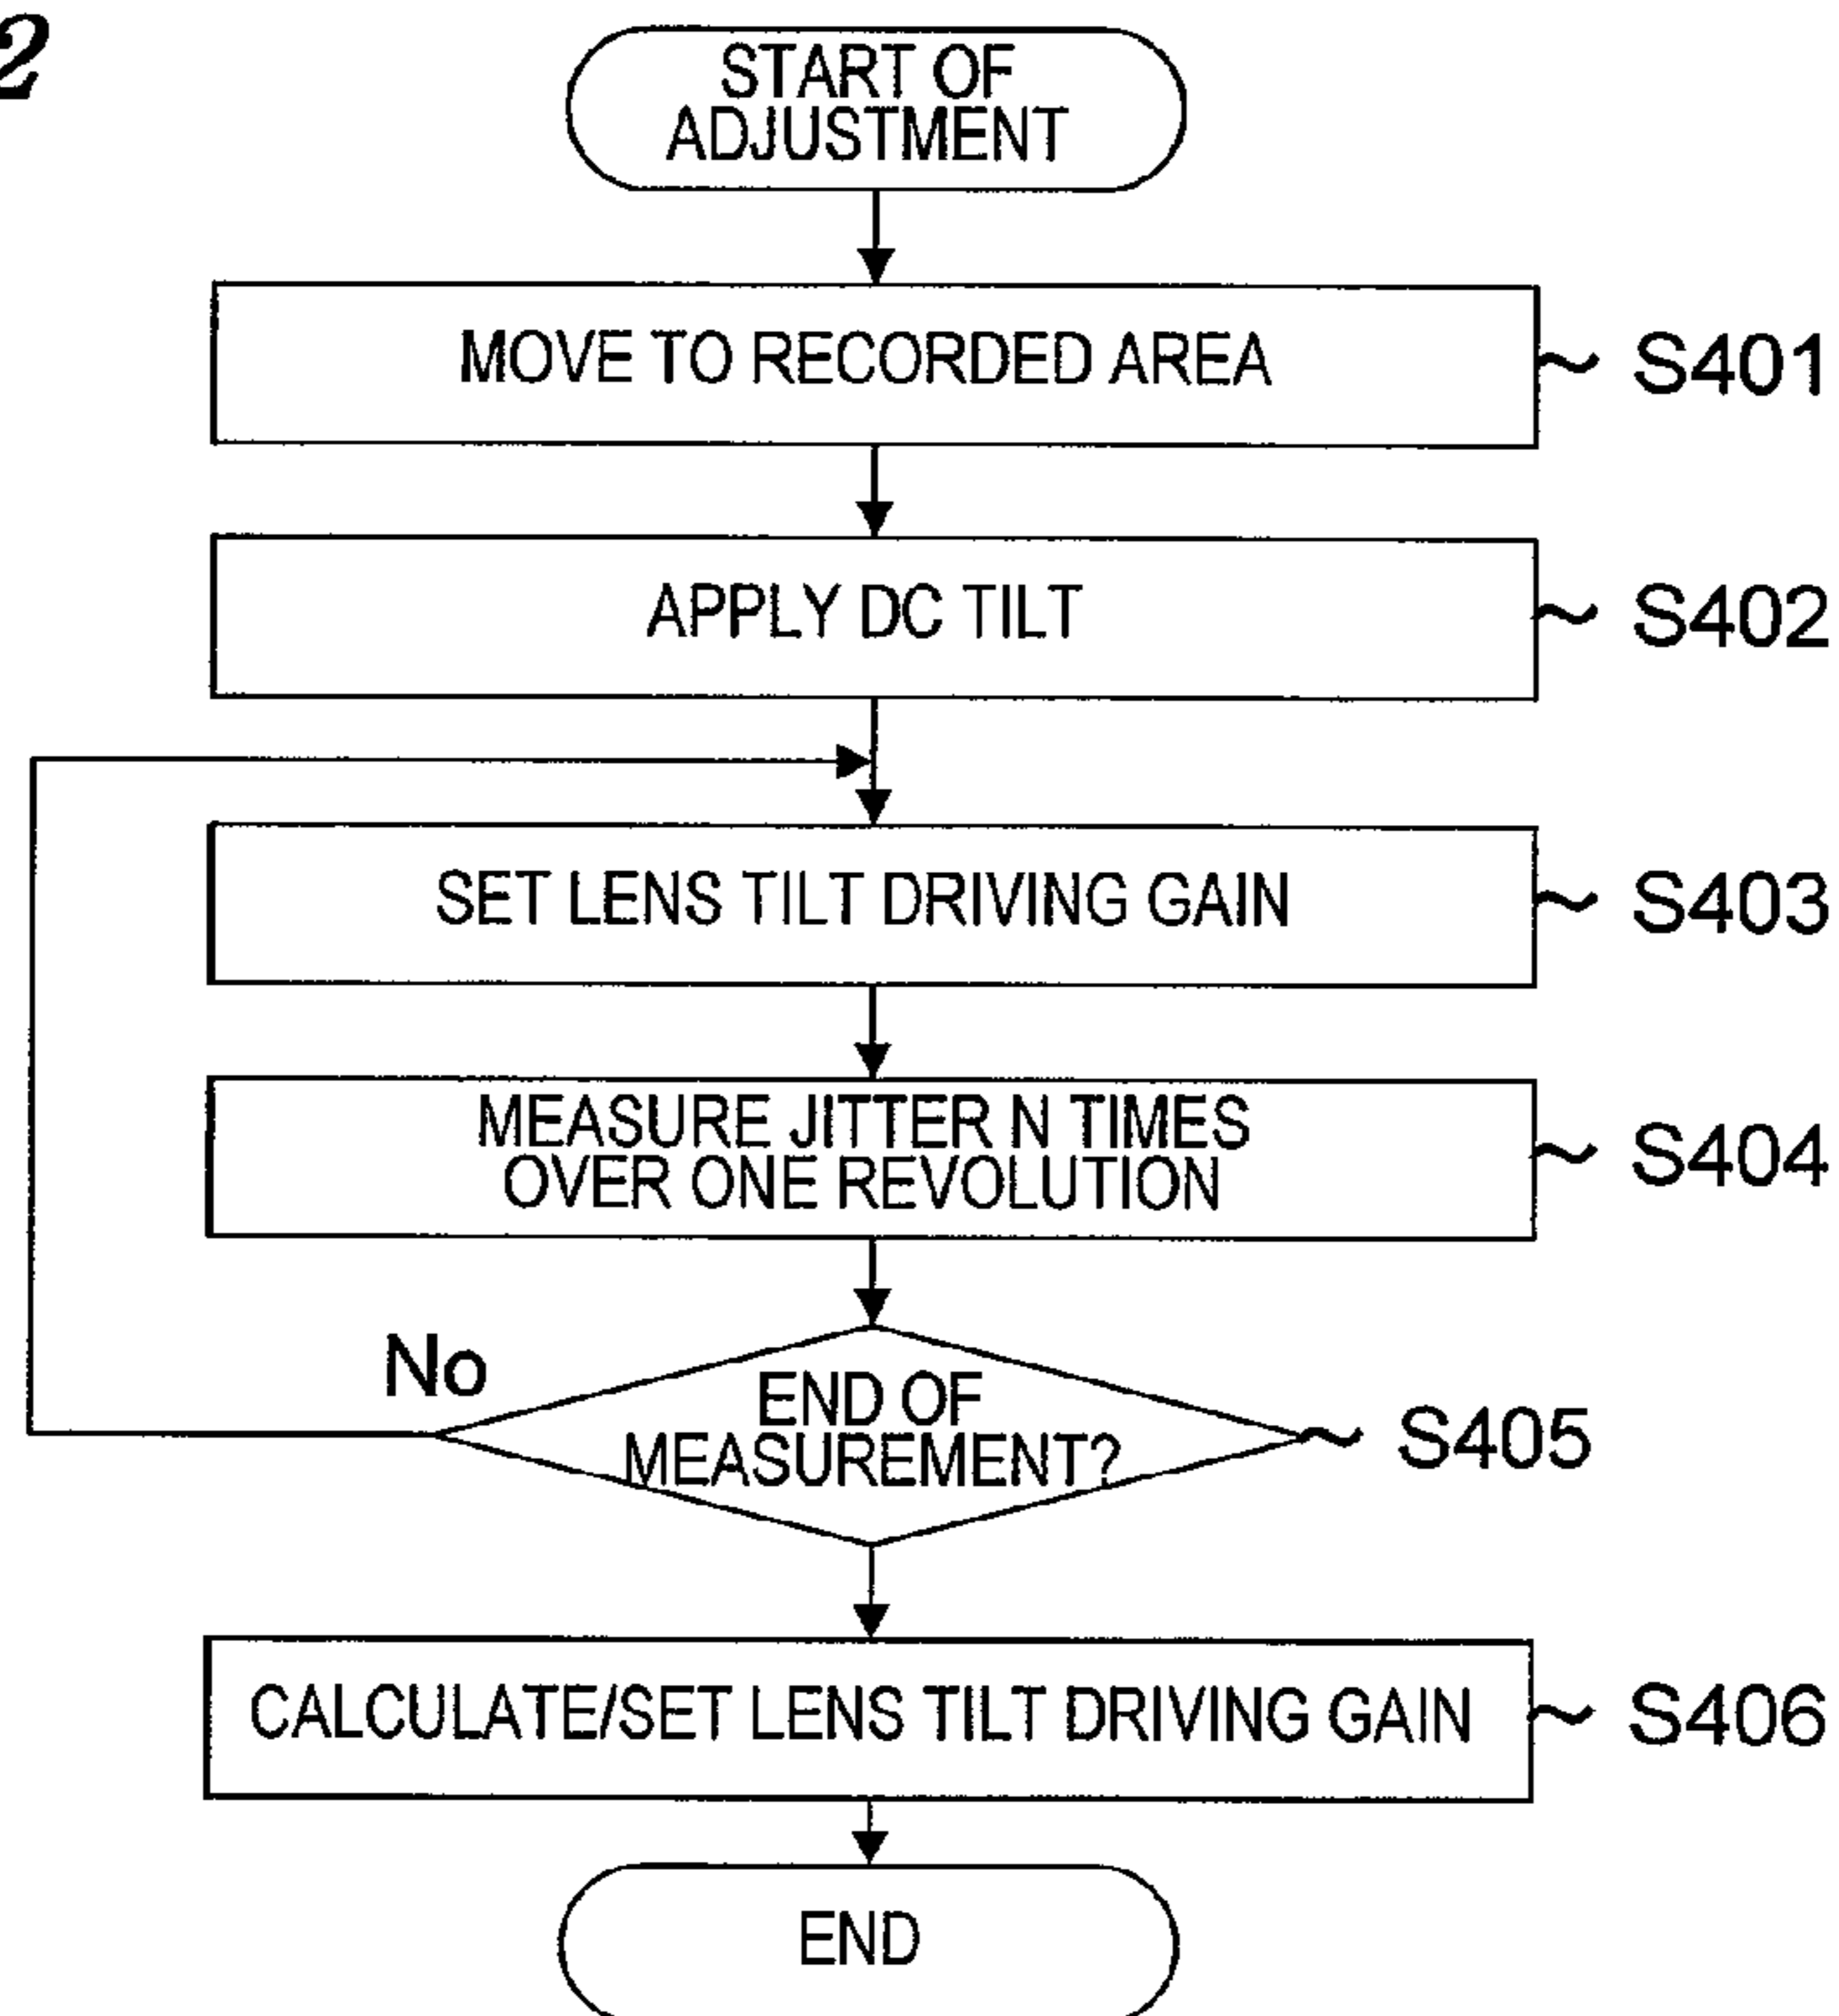 2
START OF
ADJUSTMENT
MOVE TO RECORDED AREA
S401
APPLY DC TILT
S402
SET LENS TILT DRIVING GAIN
S403
MEASURE JITTER N TIMES
OVER ONE REVOLUTION
S404
No
END OF
MEASUREMENT?
S405
CALCULATE/SET LENS TILT DRIVING GAIN
S406
END